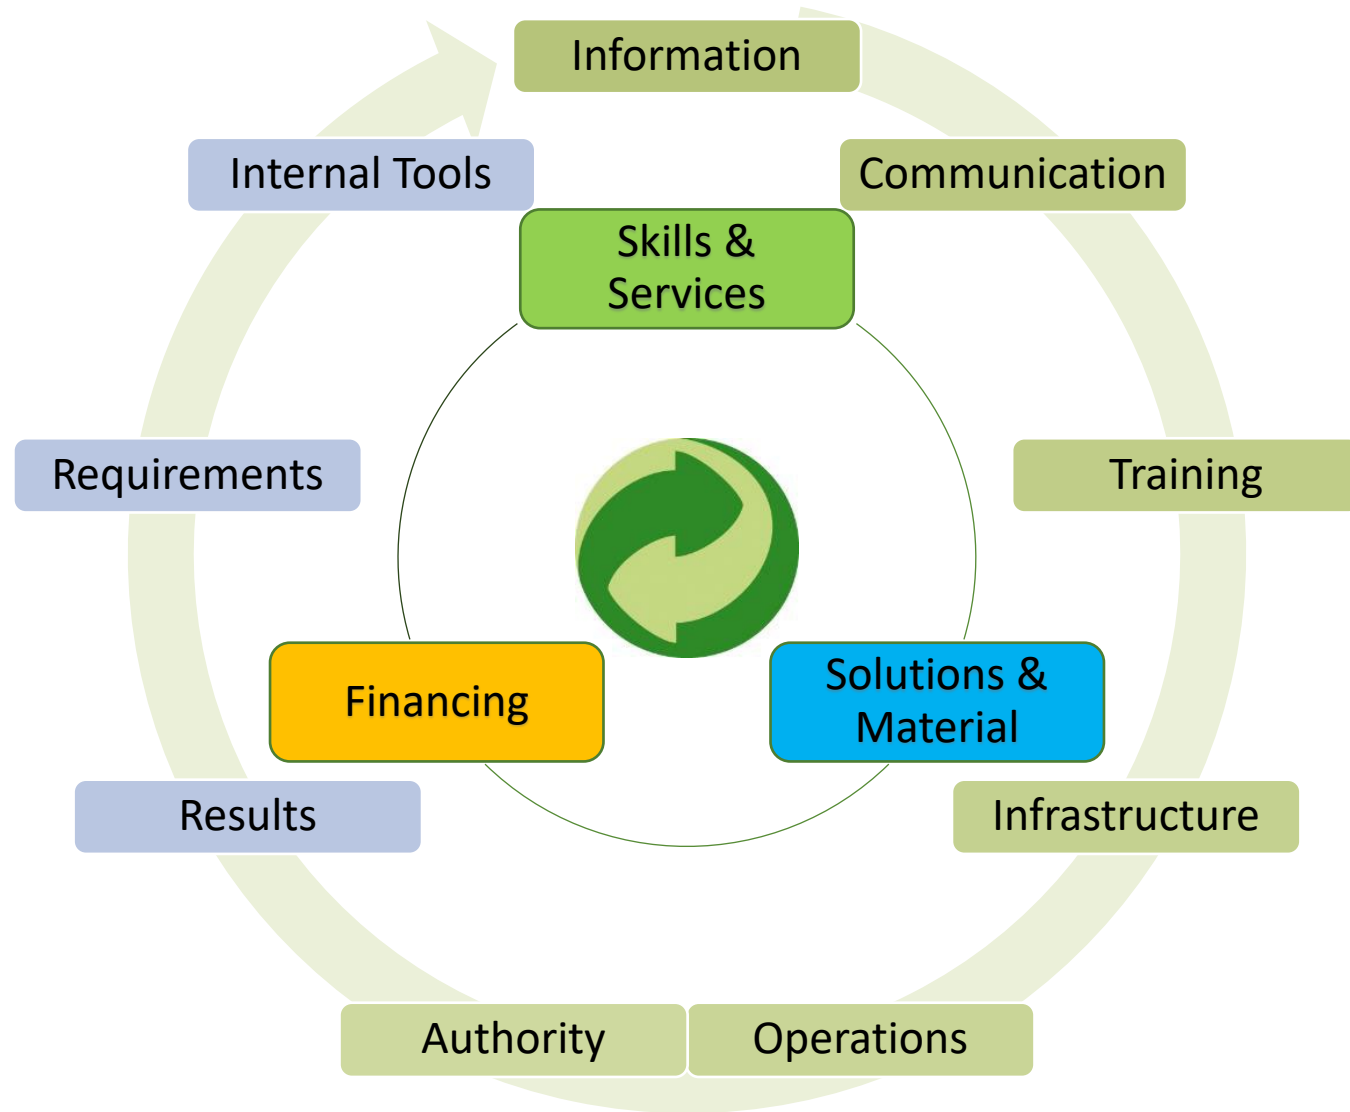 Information
Internal Tools
Communication
Skills &
Services
Requirements
Training
Financing
Solutions &
Material
Results
Infrastructure
Authority
Operations